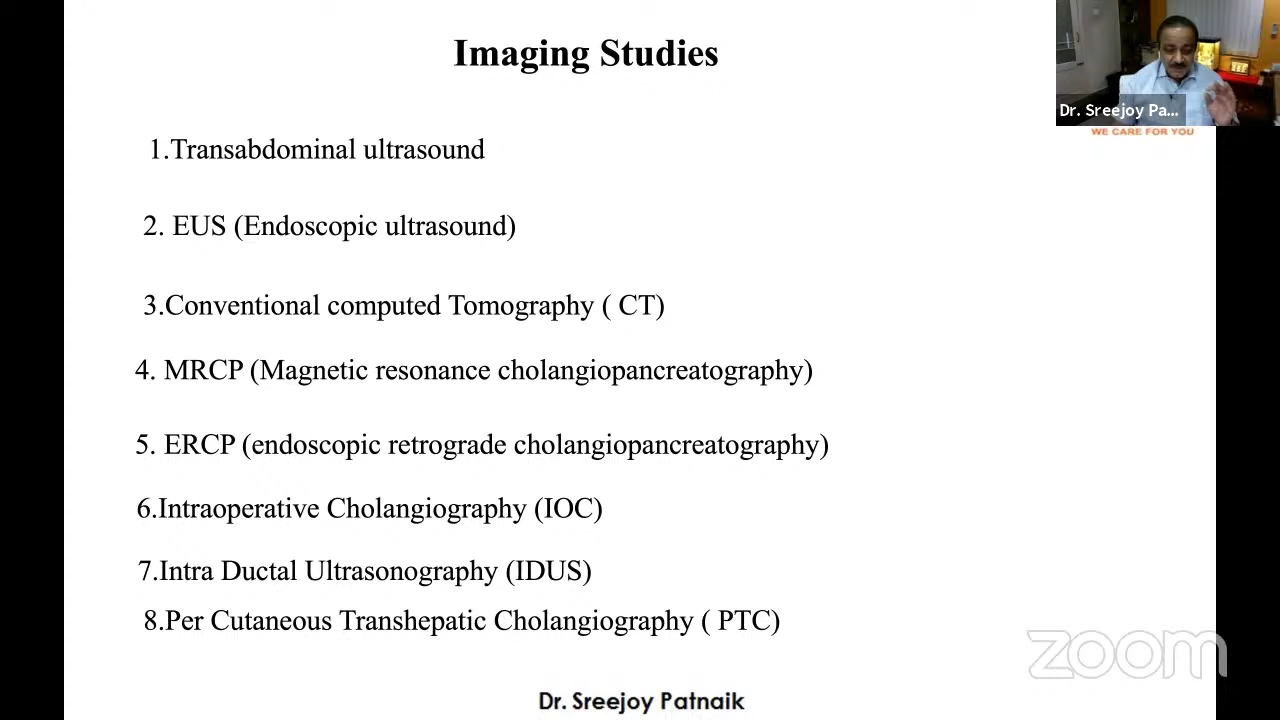 Imaging Studies
Dr. Sreejoy Pa...
WE CARE FOR YOU
1.Transabdominal ultrasound
2. EUS (Endoscopic ultrasound)
3.Conventional computed Tomography ( CT)
4. MRCP (Magnetic resonance cholangiopancreatography)
5. ERCP (endoscopic retrograde cholangiopancreatography)
6.Intraoperative Cholangiography (IOC)
7.Intra Ductal Ultrasonography (IDUS)
8.Per Cutaneous Transhepatic Cholangiography ( PTC)
zoom
Dr. Sreejoy Patnaik